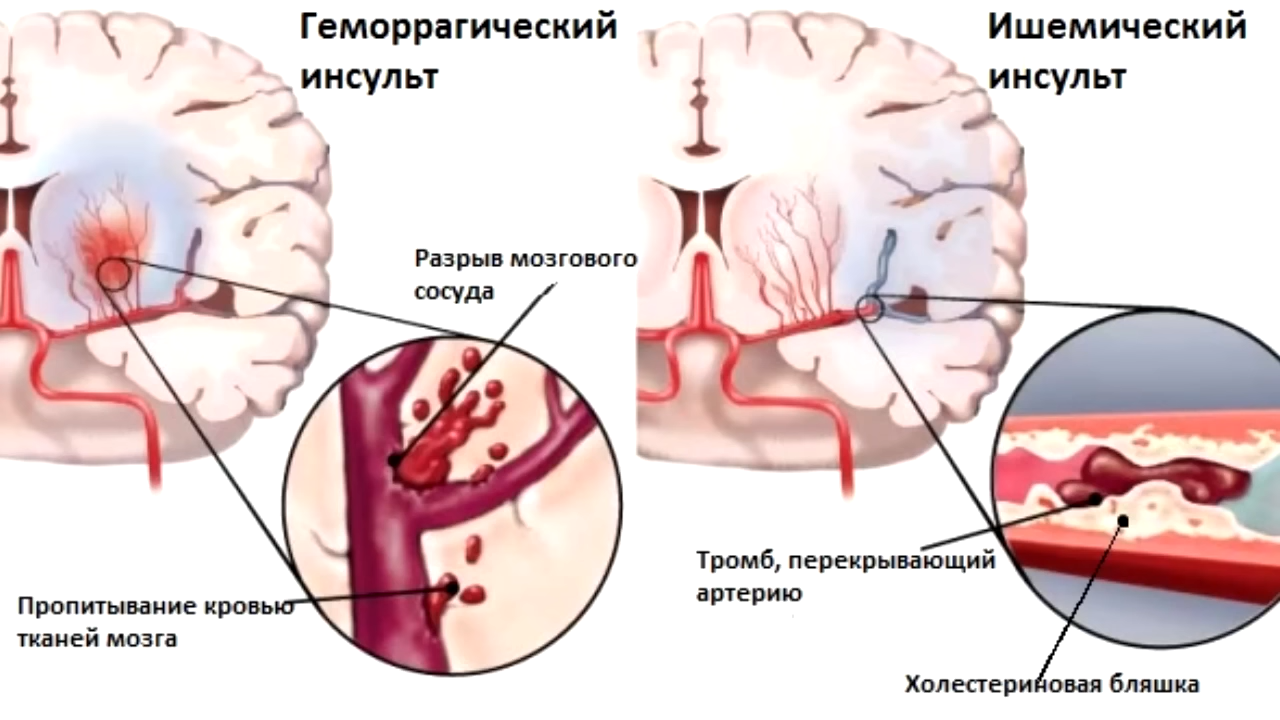 Геморрагический
инсульт
Ишемический
инсульт
Разрыв мозгового
сосуда
Пропитывание кровью
тканей мозга
Тромб, перекрывающий
артерию
Холестериновая бляшка